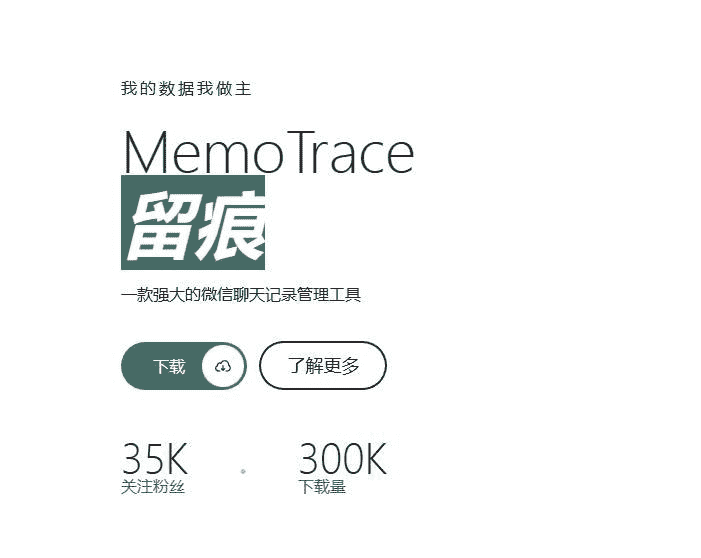 我的数据我做主
MemoTrace
留痕
一款强大的微信聊天记录管理工具
下载
了解更多
35K
300K
关注粉丝
下载量